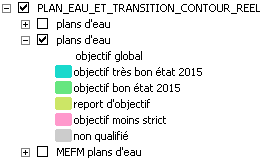 PLAN_EAU_ET_TRANSITION_CONTOUR_REEL
plans d'eau
plans d'eau
objectif global
objectif très bon état 2015
objectif bon état 2015
report d'objectif
objectif moins strict
non qualifié
MEFM plans d'eau